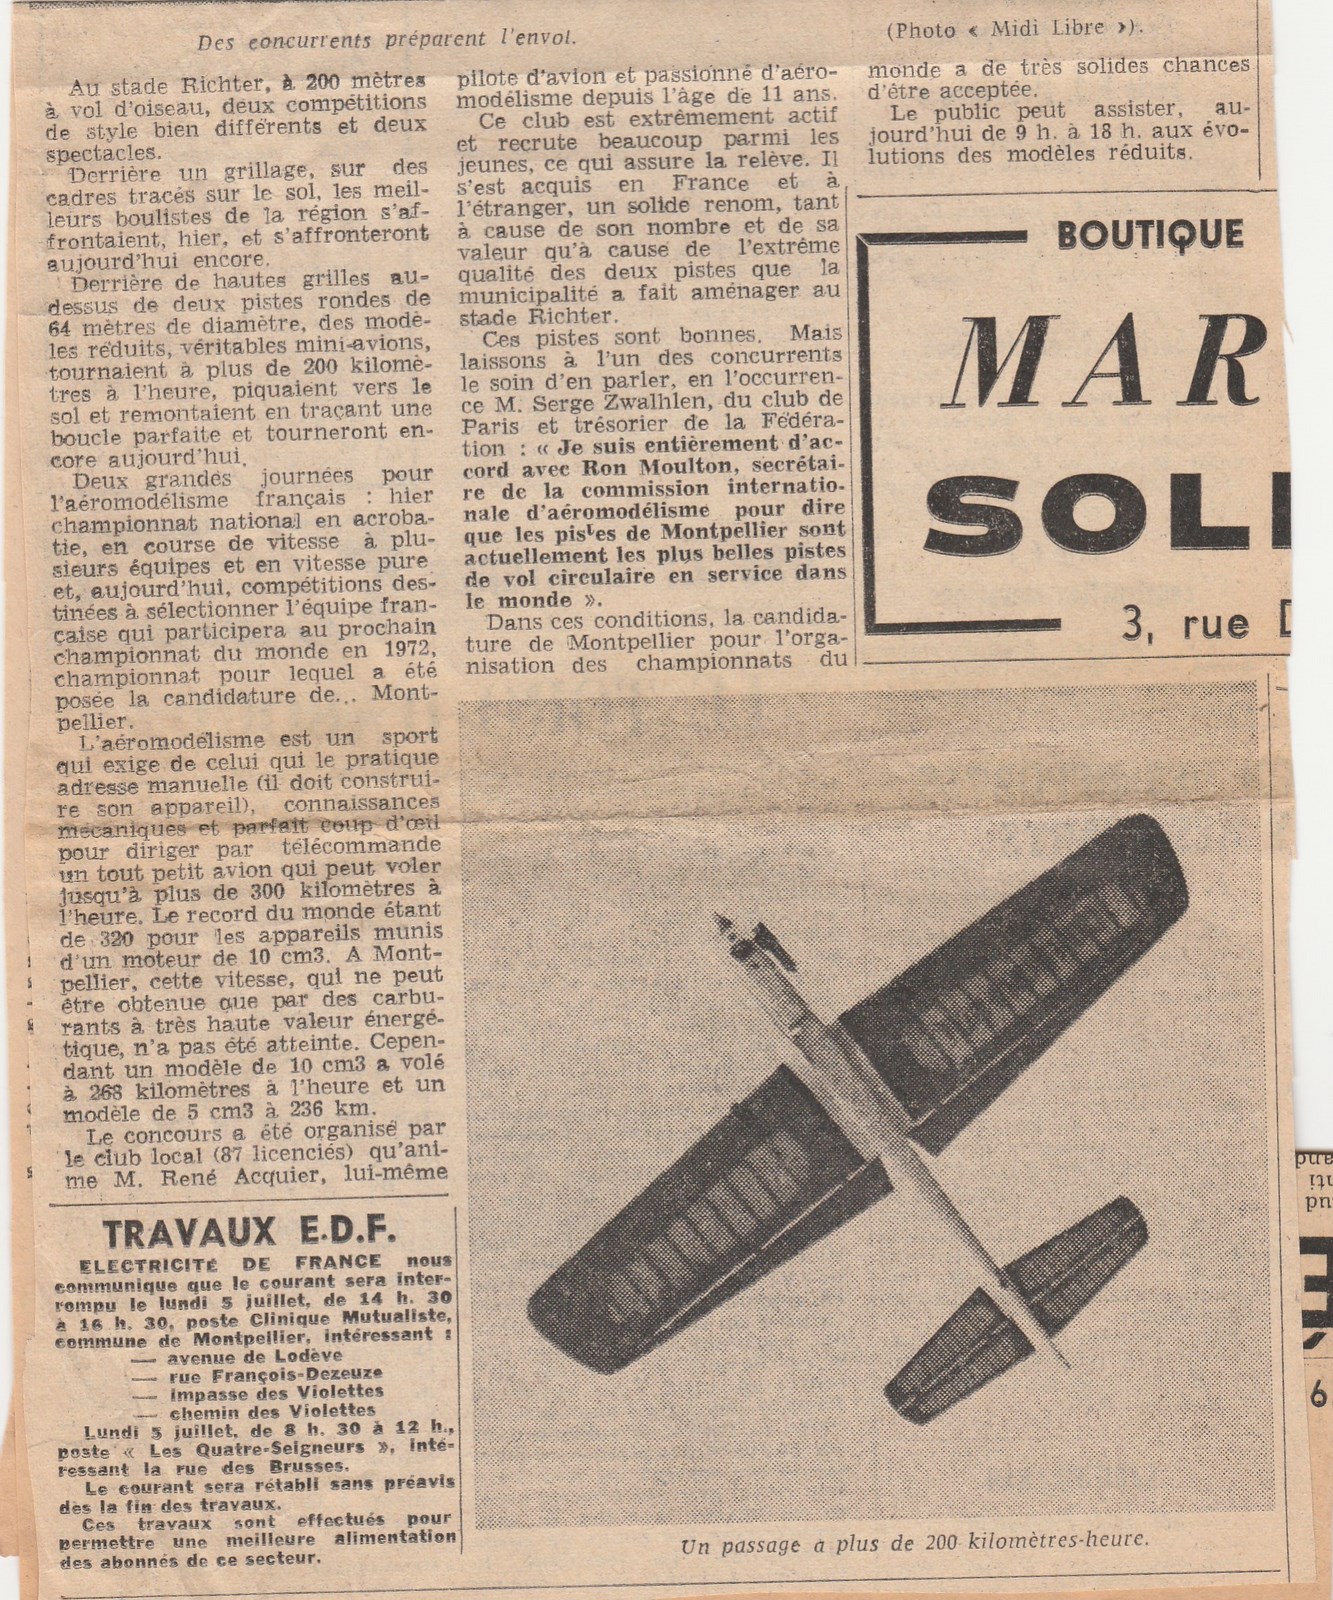 Des concurrents préparent l'envol.
(Photo « Midi Libre »).
Au stade Richter, à 200 mètres
à vol d'oiseau, deux compétitions
de style bien différents et deux
spectacles.
Derrière un grillage, sur des
cadres tracés sur le sol, les meil-
leurs boulistes de la région s'af-
frontaient, hier, et s'affronteront
aujourd'hui encore.
Derrière de hautes grilles au-
dessus de deux pistes rondes de
64 mètres de diamètre, des modè-
les réduits, véritables mini-avions,
tournaient à plus de 200 kilomè-
tres à l'heure, piquaient vers le
sol et remontaient en traçant une
boucle parfaite et tourneront en-
core aujourd'hui.
Deux grandes journées pour
l'aéromodélisme français : hier
championnat national en acroba-
tie, en course de vitesse à plu-
sieurs équipes et en vitesse pure
et, aujourd'hui, compétitions des-
tinées à sélectionner l'équipe fran-
çaise qui participera au prochain
championnat du monde en 1972,
championnat pour lequel a été
posée la candidature de... Mont-
pellier.
L'aéromodélisme est un sport
qui exige de celui qui le pratique
adresse manuelle (il doit construi-
re son appareil), connaissances
mécaniques et parfait coup d'œil
pour diriger par télécommande
un tout petit avion qui peut voler
jusqu'à plus de 300 kilomètres à
l'heure. Le record du monde étant
de 320 pour les appareils munis
d'un moteur de 10 cm3. A Mont-
pellier, cette vitesse, qui ne peut
être obtenue que par des carbu-
rants à très haute valeur énergé-
tique, n'a pas été atteinte. Cepen-
dant un modèle de 10 cm3 a volé
à 268 kilomètres à l'heure et un
modèle de 5 cm3 à 236 km.
Le concours a été organisé par
le club local (87 licenciés) qu'ani-
me M. René Acquier, lui-même
pilote d'avion et passionné d'aéro-
modélisme depuis l'âge de 11 ans.
Ce club est extrêmement actif
et recrute beaucoup parmi les
jeunes, ce qui assure la relève. Il
s'est acquis en France et à
l'étranger, un solide renom, tant
à cause de son nombre et de sa
valeur qu'à cause de l'extrême
qualité des deux pistes que la
municipalité a fait aménager au
stade Richter.
Ces pistes sont bonnes. Mais
laissons à l'un des concurrents
le soin d'en parler, en l'occurren-
ce M. Serge Zwalhlen, du club de
Paris et trésorier de la Fédéra-
tion : « Je suis entièrement d'ac-
cord avec Ron Moulton, secrétai-
re de la commission internatio-
nale d'aéromodélisme pour dire
que les pistes de Montpellier sont
actuellement les plus belles pistes
de vol circulaire en service dans
le monde ».
Dans ces conditions, la candida-
ture de Montpellier pour l'orga-
nisation des championnats du
monde a de très solides chances
d'être acceptée.
Le public peut assister, au-
jourd'hui de 9 h. à 18 h. aux évo-
lutions des modèles réduits.
BOUTIQUE
MAR
SOL
3, rue
TRAVAUX E.D.F.
ELECTRICITÉ DE FRANCE nous
communique que le courant sera inter-
rompu le lundi 5 juillet, de 14 h. 30
à 16 h. 30, poste Clinique Mutualiste,
commune de Montpellier, intéressant :
— avenue de Lodève
— rue François-Dezeuze
— impasse des Violettes
— chemin des Violettes
Lundi 5 juillet, de 8 h. 30 à 12 h.,
poste « Les Quatre-Seigneurs », inté-
ressant la rue des Brusses.
Le courant sera rétabli sans préavis
dès la fin des travaux.
Ces travaux sont effectués pour
permettre une meilleure alimentation
des abonnés de ce secteur.
Un passage à plus de 200 kilomètres-heure.